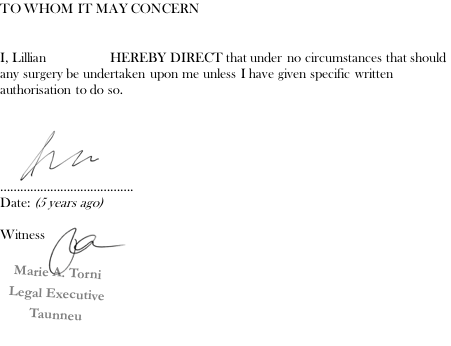 TO WHOM IT MAY CONCERN
I, Lillian HEREBY DIRECT that under no circumstances that should
any surgery be undertaken upon me unless I have given specific written
authorisation to do so.
........................................
Date: (5 years ago)
Witness
Marie A. Torni
Legal Executive
Taunneu